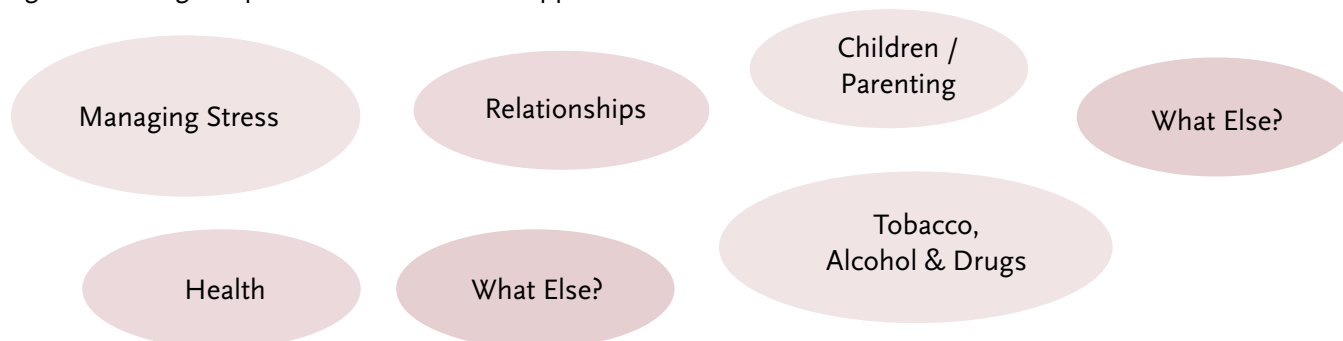 Children /
Parenting
Managing Stress
Relationships
What Else?
Tobacco,
Alcohol & Drugs
Health
What Else?